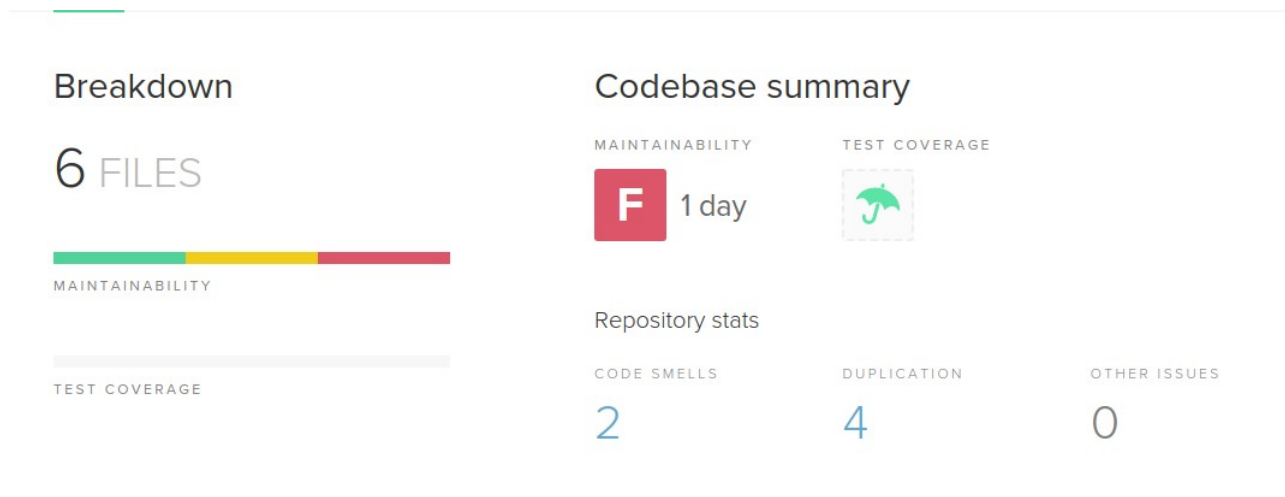 Breakdown
6 FILES
MAINTAINABILITY
TEST COVERAGE
Codebase summary
MAINTAINABILITY
F 1 day
TEST COVERAGE
Repository stats
CODE SMELLS
2
DUPLICATION
4
OTHER ISSUES
0